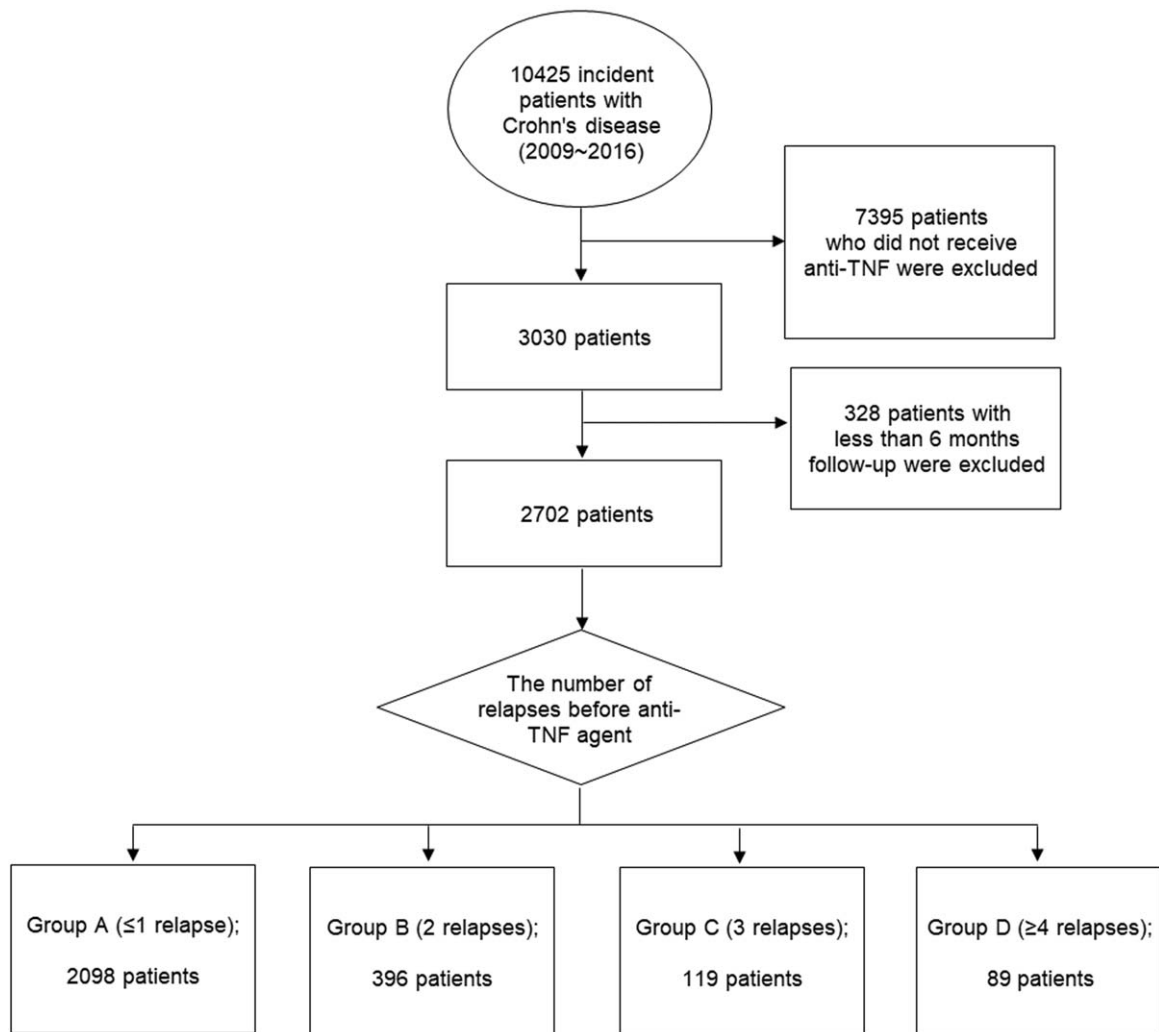 10425 incident
patients with
Crohn's disease
(2009~2016)
7395 patients
who did not receive
anti-TNF were excluded
3030 patients
328 patients with
less than 6 months
follow-up were excluded
2702 patients
The number of
relapses before anti-
TNF agent
Group A (≤1 relapse);
2098 patients
Group B (2 relapses);
396 patients
Group C (3 relapses);
119 patients
Group D (≥4 relapses);
89 patients